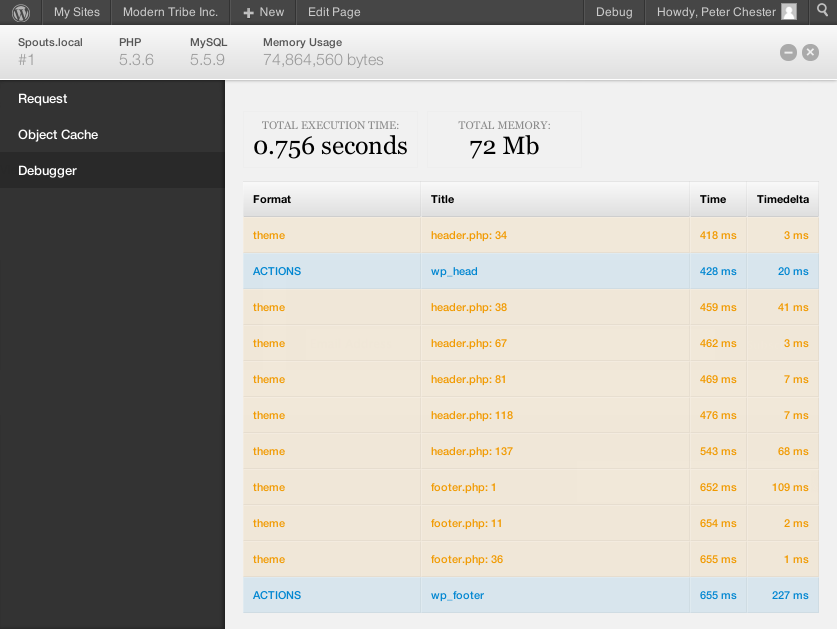 My Sites Modern Tribe Inc. + New Edit Page Debug Howdy, Peter Chester
Spouts.local PHP MySQL Memory Usage
#1 5.3.6 5.5.9 74,864,560 bytes
Request
Object Cache
Debugger
TOTAL EXECUTION TIME: TOTAL MEMORY:
0.756 seconds 72 Mb
Format Title Time Timedelta
theme header.php: 34 418 ms 3 ms
ACTIONS wp_head 428 ms 20 ms
theme header.php: 38 459 ms 41 ms
theme header.php: 67 462 ms 3 ms
theme header.php: 81 469 ms 7 ms
theme header.php: 118 476 ms 7 ms
theme header.php: 137 543 ms 68 ms
theme footer.php: 1 652 ms 109 ms
theme footer.php: 11 654 ms 2 ms
theme footer.php: 36 655 ms 1 ms
ACTIONS wp_footer 655 ms 227 ms